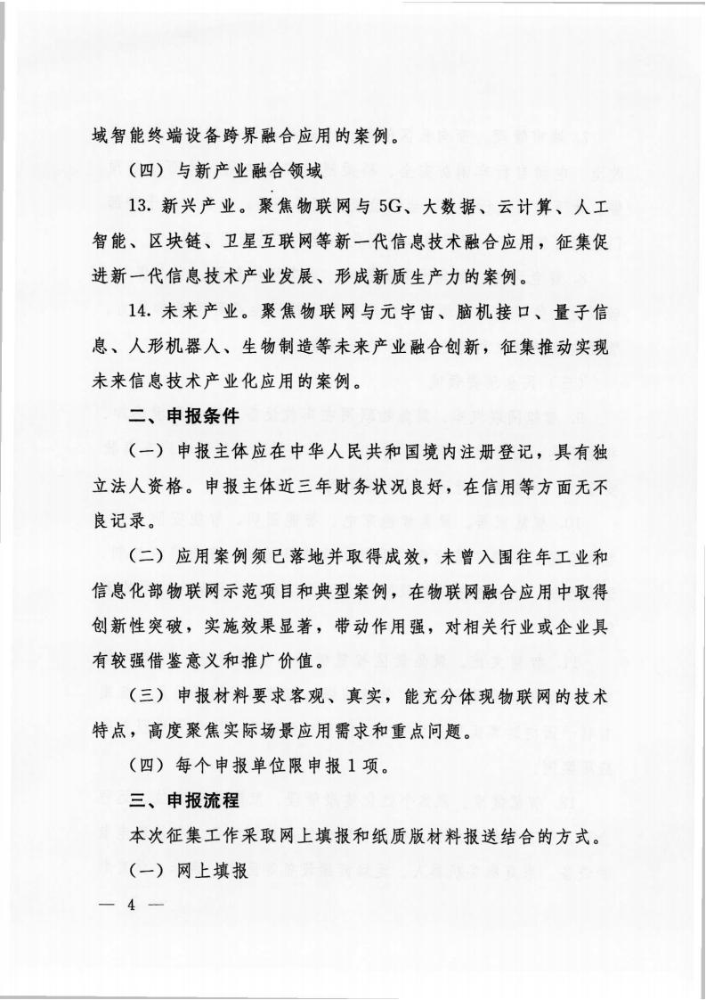 域智能终端设备跨界融合应用的案例。
（四）与新产业融合领域
13. 新兴产业。聚焦物联网与 5G、大数据、云计算、人工
智能、区块链、卫星互联网等新一代信息技术融合应用，征集促
进新一代信息技术产业发展、形成新质生产力的案例。
14. 未来产业。聚焦物联网与元宇宙、脑机接口、量子信
息、人形机器人、生物制造等未来产业融合创新，征集推动实现
未来信息技术产业化应用的案例。
二、申报条件
（一）申报主体应在中华人民共和国境内注册登记，具有独
立法人资格。申报主体近三年财务状况良好，在信用等方面无不
良记录。
（二）应用案例须已落地并取得成效，未曾入围往年工业和
信息化部物联网示范项目和典型案例，在物联网融合应用中取得
创新性突破，实施效果显著，带动作用强，对相关行业或企业具
有较强借鉴意义和推广价值。
（三）申报材料要求客观、真实，能充分体现物联网的技术
特点，高度聚焦实际场景应用需求和重点问题。
（四）每个申报单位限申报 1 项。
三、申报流程
本次征集工作采取网上填报和纸质版材料报送结合的方式。
（一）网上填报
— 4 —